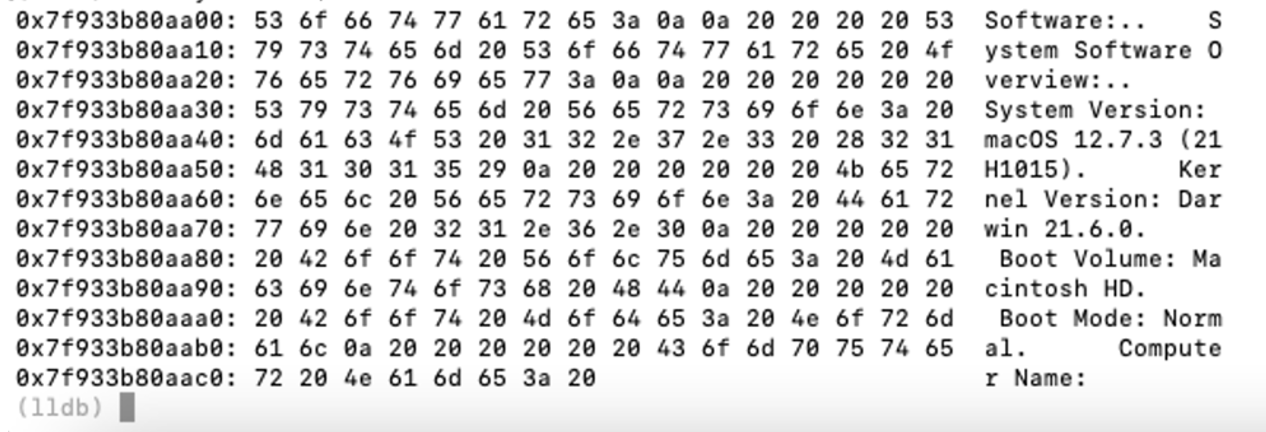 0x7f933b80aa00: 53 6f 66 74 77 61 72 65 3a 0a 0a 20 20 20 20 53  Software:..    S
0x7f933b80aa10: 79 73 74 65 6d 20 53 6f 66 74 77 61 72 65 20 4f  ystem Software O
0x7f933b80aa20: 76 65 72 76 69 65 77 3a 0a 0a 20 20 20 20 20 20  verview:..
0x7f933b80aa30: 53 79 73 74 65 6d 20 56 65 72 73 69 6f 6e 3a 20  System Version:
0x7f933b80aa40: 6d 61 63 4f 53 20 31 32 2e 37 2e 33 20 28 32 31  macOS 12.7.3 (21
0x7f933b80aa50: 48 31 30 31 35 29 0a 20 20 20 20 20 20 4b 65 72  H1015).      Ker
0x7f933b80aa60: 6e 65 6c 20 56 65 72 73 69 6f 6e 3a 20 44 61 72  nel Version: Dar
0x7f933b80aa70: 77 69 6e 20 32 31 2e 36 2e 30 0a 20 20 20 20 20  win 21.6.0.
0x7f933b80aa80: 20 42 6f 6f 74 20 56 6f 6c 75 6d 65 3a 20 4d 61   Boot Volume: Ma
0x7f933b80aa90: 63 69 6e 74 6f 73 68 20 48 44 0a 20 20 20 20 20  cintosh HD.
0x7f933b80aaa0: 20 42 6f 6f 74 20 4d 6f 64 65 3a 20 4e 6f 72 6d   Boot Mode: Norm
0x7f933b80aab0: 61 6c 0a 20 20 20 20 20 20 43 6f 6d 70 75 74 65  al.      Compute
0x7f933b80aac0: 72 20 4e 61 6d 65 3a 20                          r Name:
(lldb)